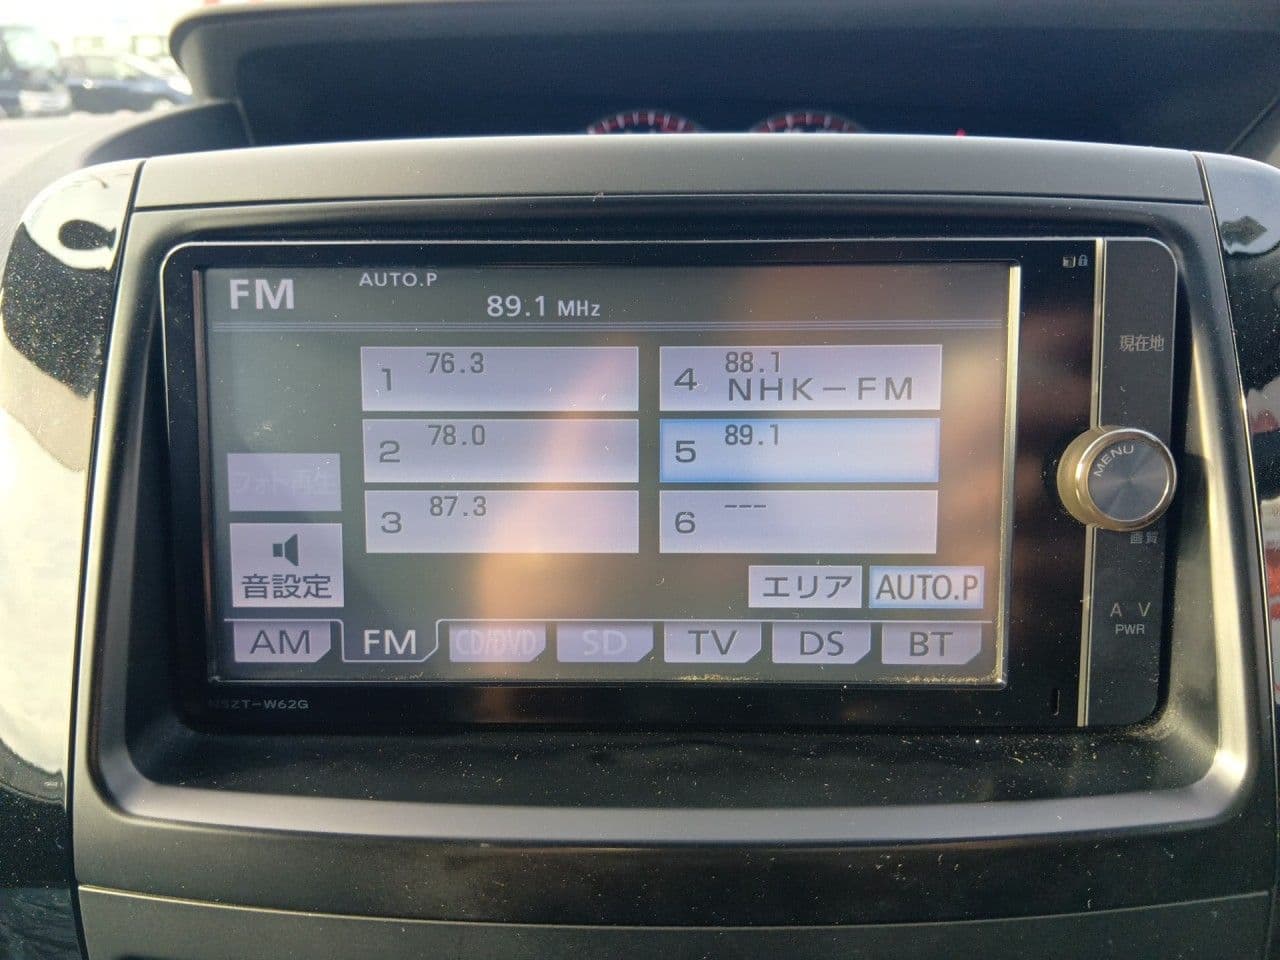 FM
AUTO.P
89.1 MHz
1 76.3
2 78.0
3 87.3
4 88.1
NHK－FM
5 89.1
6 ---
フォト再生
音設定
エリア
AUTO.P
AM
FM
CD/DVD
SD
TV
DS
BT
NSZT-W62G
現在地
MENU
画質
AV
PWR